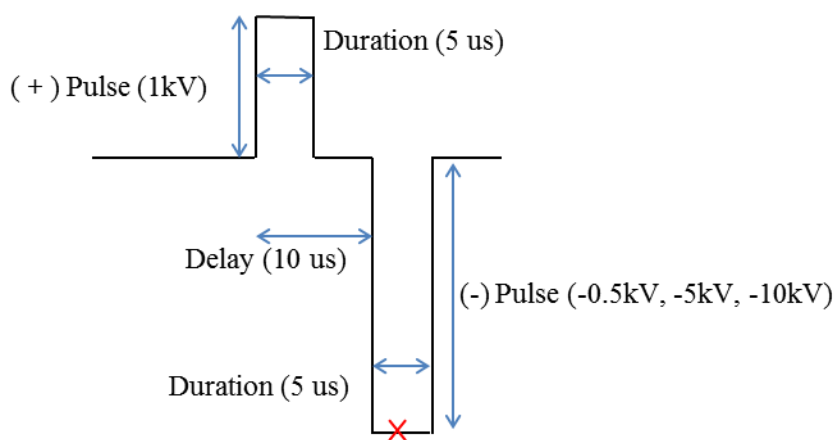 Duration (5 us)
( + ) Pulse (1kV)
Delay (10 us)
(-) Pulse (-0.5kV, -5kV, -10kV)
Duration (5 us)